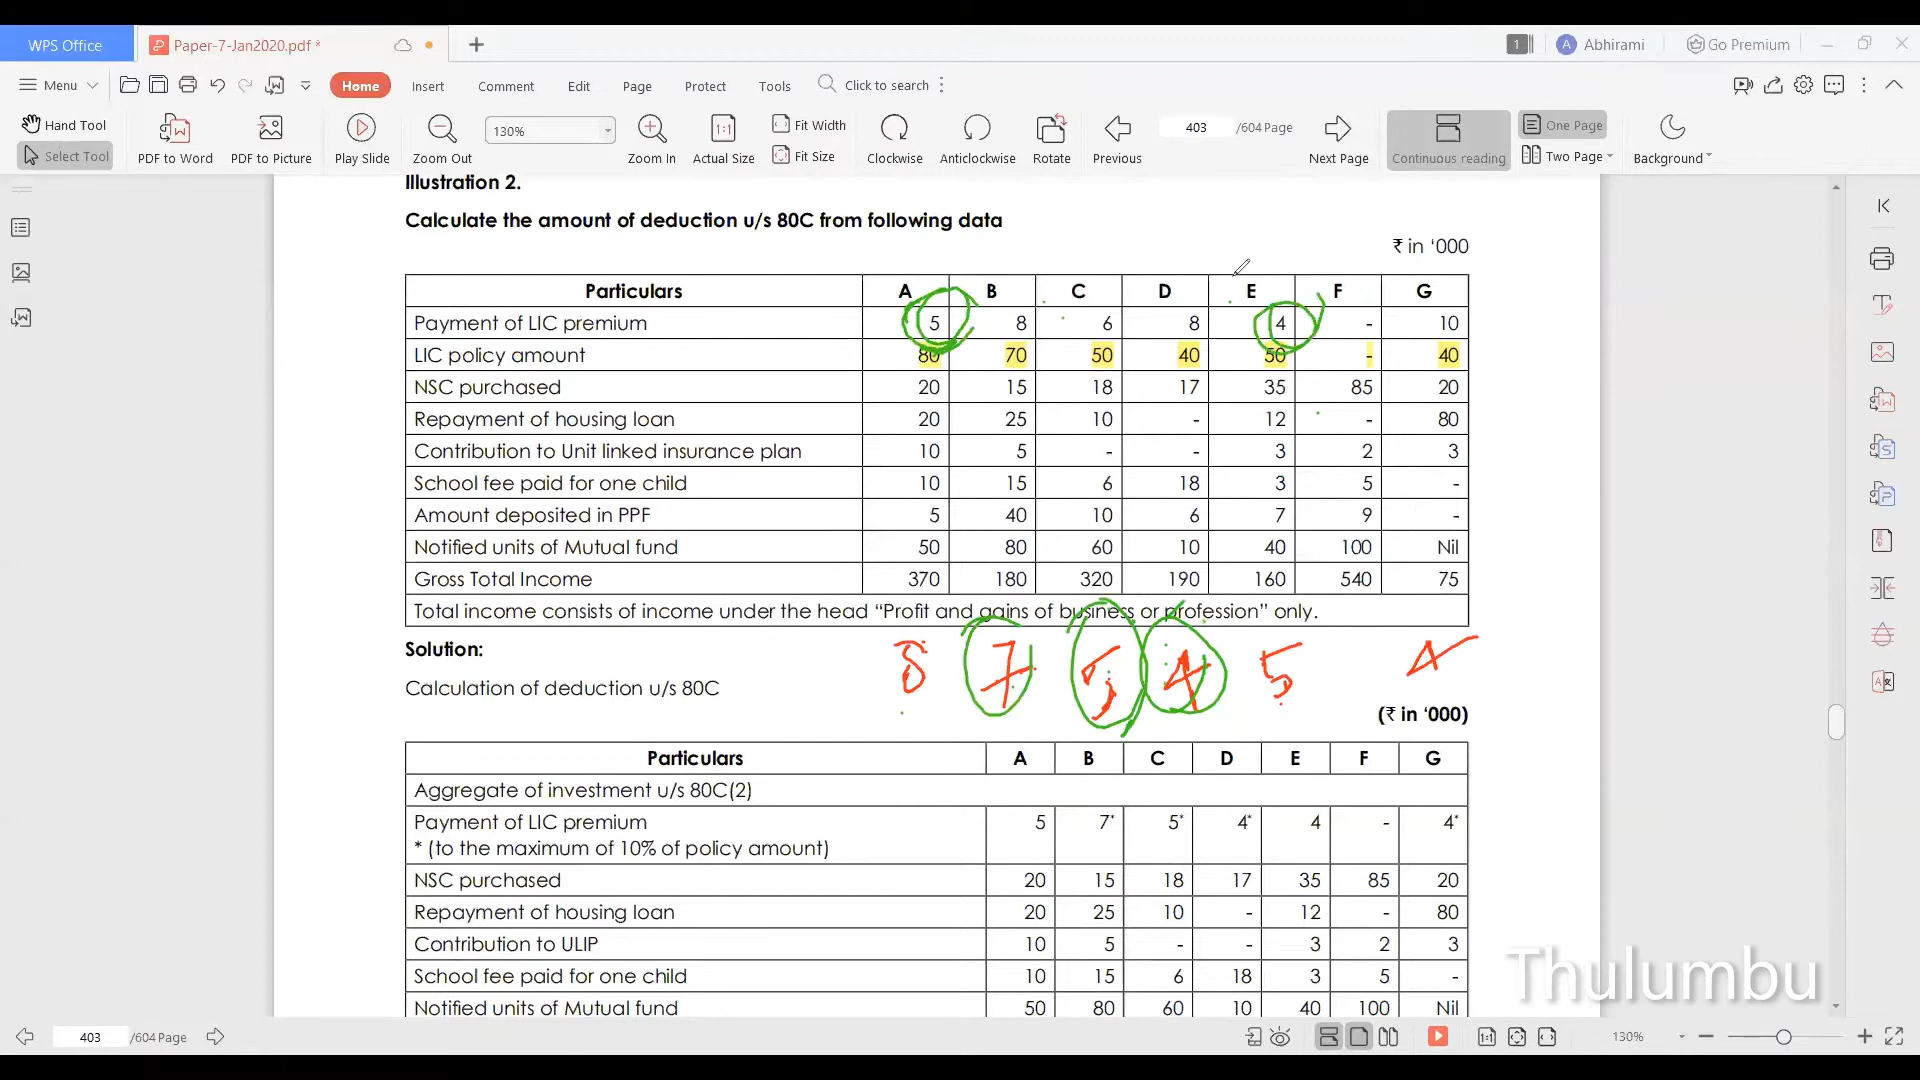 WPS Office
Paper-7-Jan2020.pdf *
1
A Abhirami
Go Premium
Menu
Home
Insert
Comment
Edit
Page
Protect
Tools
Click to search
Hand Tool
Select Tool
PDF to Word
PDF to Picture
Play Slide
Zoom Out
130%
Zoom In
1:1
Actual Size
Fit Width
Fit Size
Clockwise
Anticlockwise
Rotate
Previous
403 /604 Page
Next Page
Continuous reading
One Page
Two Page
Background
Illustration 2.
Calculate the amount of deduction u/s 80C from following data
₹ in ‘000
Particulars A B C D E F G
Payment of LIC premium 5 8 6 8 4 - 10
LIC policy amount 80 70 50 40 50 - 40
NSC purchased 20 15 18 17 35 85 20
Repayment of housing loan 20 25 10 - 12 - 80
Contribution to Unit linked insurance plan 10 5 - - 3 2 3
School fee paid for one child 10 15 6 18 3 5 -
Amount deposited in PPF 5 40 10 6 7 9 -
Notified units of Mutual fund 50 80 60 10 40 100 Nil
Gross Total Income 370 180 320 190 160 540 75
Total income consists of income under the head “Profit and gains of business or profession” only.
Solution:
8 7 5 4 5 4
Calculation of deduction u/s 80C
(₹ in ‘000)
Particulars A B C D E F G
Aggregate of investment u/s 80C(2)
Payment of LIC premium 5 7* 5* 4* 4 - 4*
* (to the maximum of 10% of policy amount)
NSC purchased 20 15 18 17 35 85 20
Repayment of housing loan 20 25 10 - 12 - 80
Contribution to ULIP 10 5 - - 3 2 3
School fee paid for one child 10 15 6 18 3 5 -
Notified units of Mutual fund 50 80 60 10 40 100 Nil
Thulumbu
403 /604 Page
130%